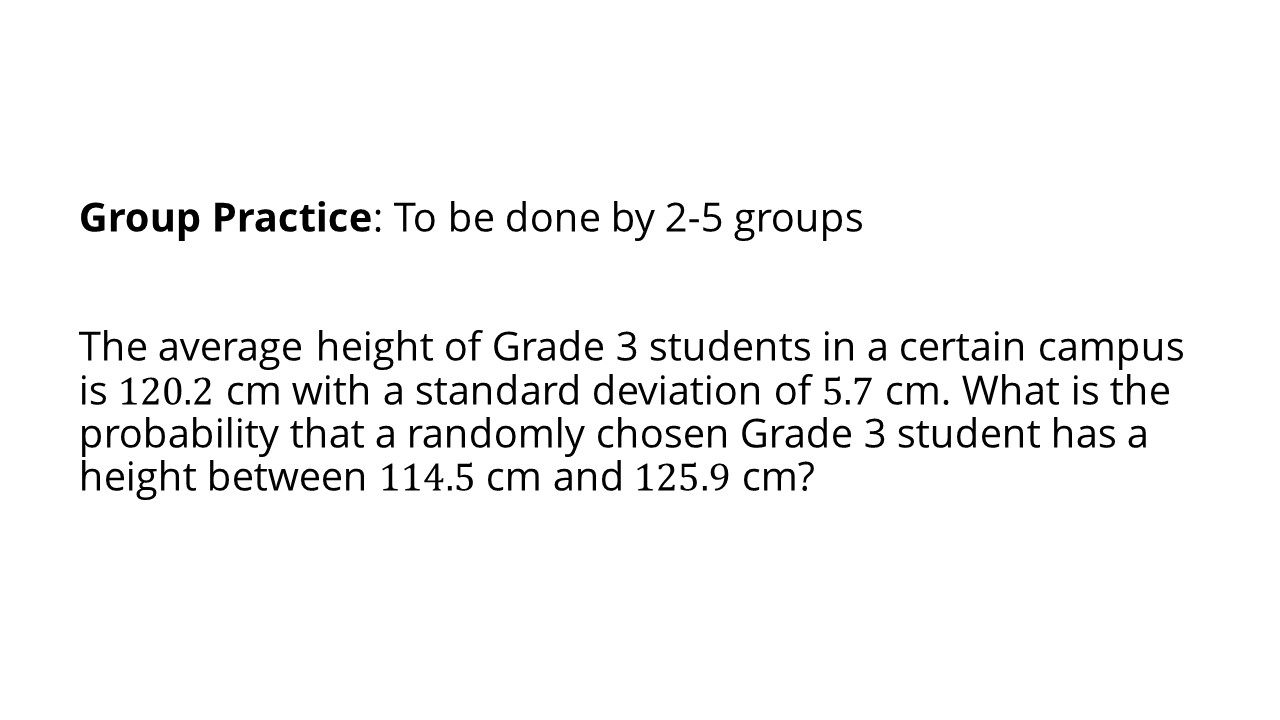 Group Practice: To be done by 2-5 groups
The average height of Grade 3 students in a certain campus
is 120.2 cm with a standard deviation of 5.7 cm. What is the
probability that a randomly chosen Grade 3 student has a
height between 114.5 cm and 125.9 cm?